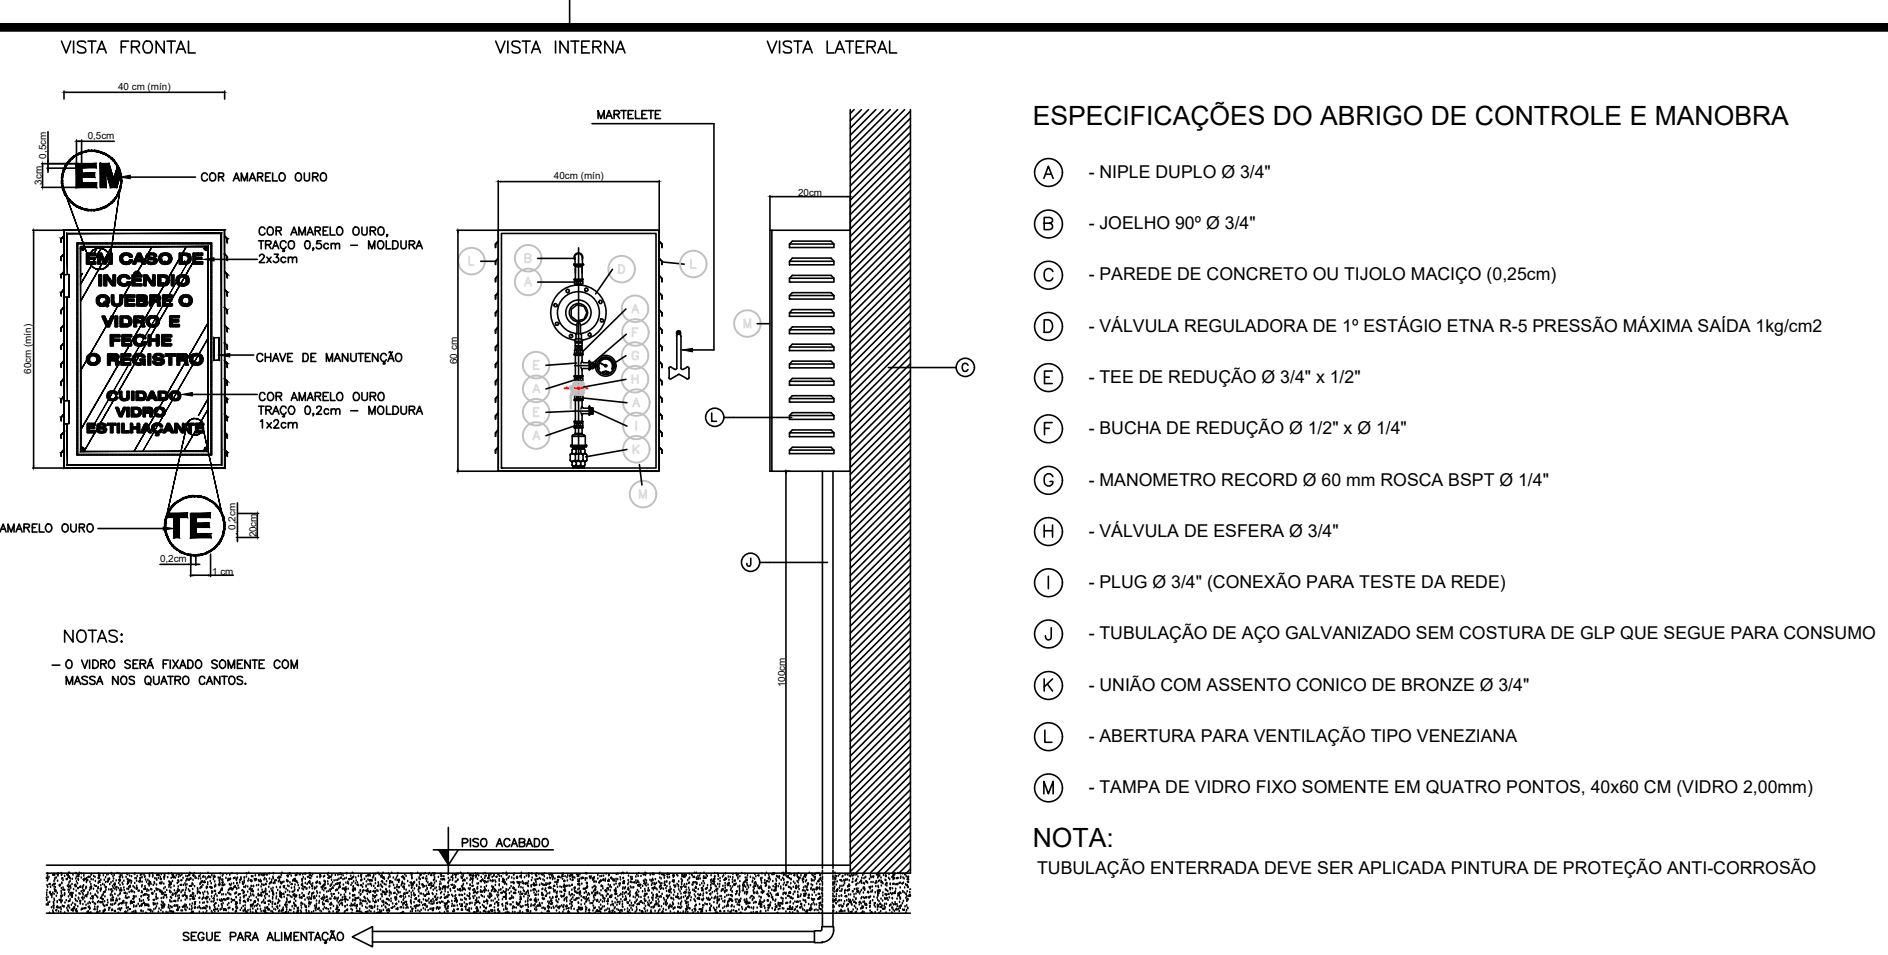 VISTA FRONTAL
40 cm (mín)
0,5cm
0,5cm
3cm
EM
COR AMARELO OURO
60cm (mín)
EM CASO DE
INCÊNDIO
QUEBRE O
VIDRO E
FECHE
O REGISTRO
CUIDADO
VIDRO
ESTILHAÇANTE
COR AMARELO OURO,
TRAÇO 0,5cm – MOLDURA
2x3cm
CHAVE DE MANUTENÇÃO
COR AMARELO OURO
TRAÇO 0,2cm – MOLDURA
1x2cm
AMARELO OURO
TE
0,2cm
20cm
0,2cm
1 cm
NOTAS:
– O VIDRO SERÁ FIXADO SOMENTE COM
MASSA NOS QUATRO CANTOS.
VISTA INTERNA
MARTELETE
40cm (mín)
60 cm
L
B
A
D
L
A
F
G
E
H
A
A
E
I
A
K
M
VISTA LATERAL
20cm
M
C
L
J
100cm
PISO ACABADO
SEGUE PARA ALIMENTAÇÃO
ESPECIFICAÇÕES DO ABRIGO DE CONTROLE E MANOBRA
A - NIPLE DUPLO Ø 3/4"
B - JOELHO 90º Ø 3/4"
C - PAREDE DE CONCRETO OU TIJOLO MACIÇO (0,25cm)
D - VÁLVULA REGULADORA DE 1º ESTÁGIO ETNA R-5 PRESSÃO MÁXIMA SAÍDA 1kg/cm2
E - TEE DE REDUÇÃO Ø 3/4" x 1/2"
F - BUCHA DE REDUÇÃO Ø 1/2" x Ø 1/4"
G - MANOMETRO RECORD Ø 60 mm ROSCA BSPT Ø 1/4"
H - VÁLVULA DE ESFERA Ø 3/4"
I - PLUG Ø 3/4" (CONEXÃO PARA TESTE DA REDE)
J - TUBULAÇÃO DE AÇO GALVANIZADO SEM COSTURA DE GLP QUE SEGUE PARA CONSUMO
K - UNIÃO COM ASSENTO CONICO DE BRONZE Ø 3/4"
L - ABERTURA PARA VENTILAÇÃO TIPO VENEZIANA
M - TAMPA DE VIDRO FIXO SOMENTE EM QUATRO PONTOS, 40x60 CM (VIDRO 2,00mm)
NOTA:
TUBULAÇÃO ENTERRADA DEVE SER APLICADA PINTURA DE PROTEÇÃO ANTI-CORROSÃO